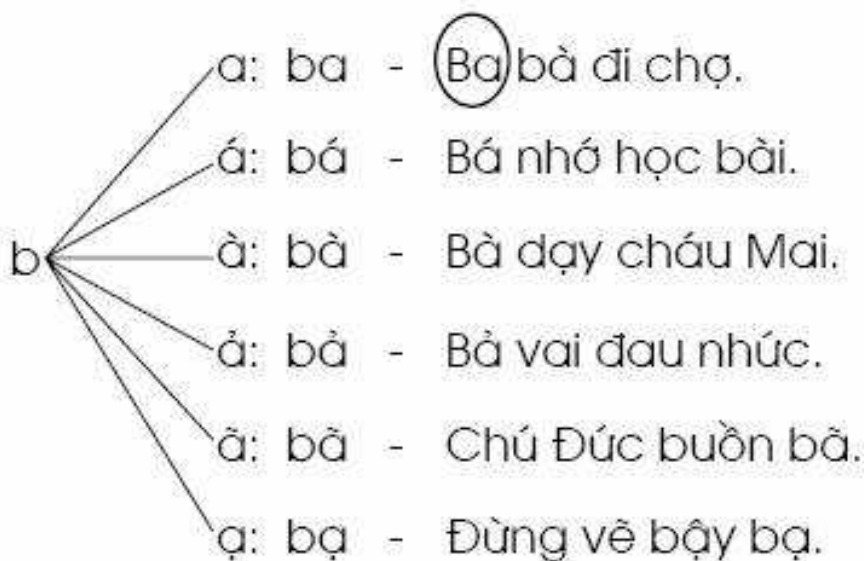 a: ba - Ba bà đi chợ.
á: bá - Bá nhớ học bài.
b à: bà - Bà dạy cháu Mai.
ả: bả - Bả vai đau nhức.
ã: bã - Chú Đức buồn bã.
ạ: bạ - Đừng vẽ bậy bạ.